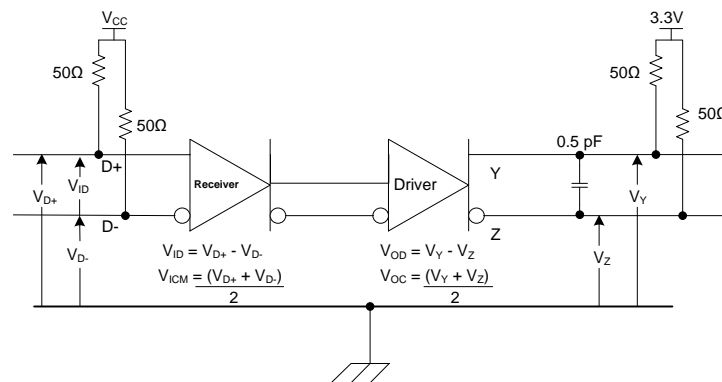 V_CC
3.3V
50Ω
50Ω
50Ω
50Ω
D+
Receiver
Driver
Y
0.5 pF
V_D+
V_ID
V_Y
D-
Z
V_D-
V_Z
V_ID = V_D+ - V_D-
V_OD = V_Y - V_Z
V_ICM = (V_D+ + V_D-)
2
V_OC = (V_Y + V_Z)
2